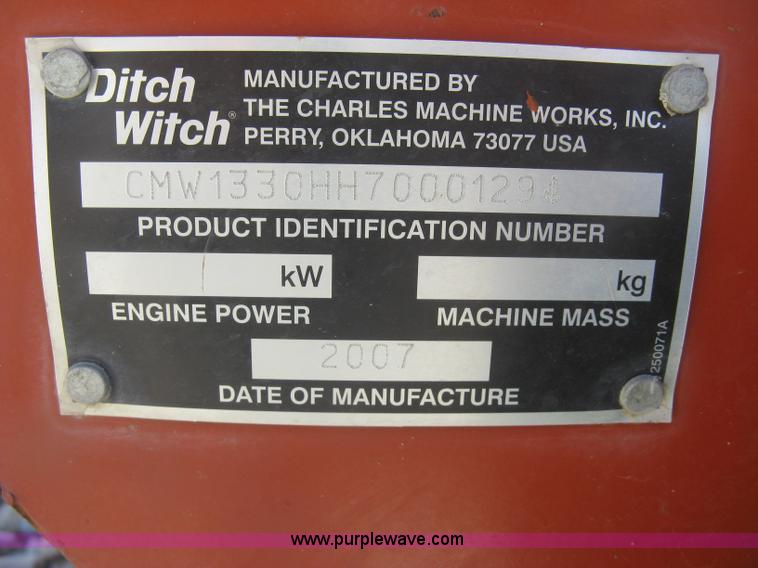 Ditch Witch®
MANUFACTURED BY
THE CHARLES MACHINE WORKS, INC.
PERRY, OKLAHOMA 73077 USA
CMW1330HH70001294
PRODUCT IDENTIFICATION NUMBER
kW
kg
ENGINE POWER
MACHINE MASS
2007
DATE OF MANUFACTURE
250071A
www.purplewave.com